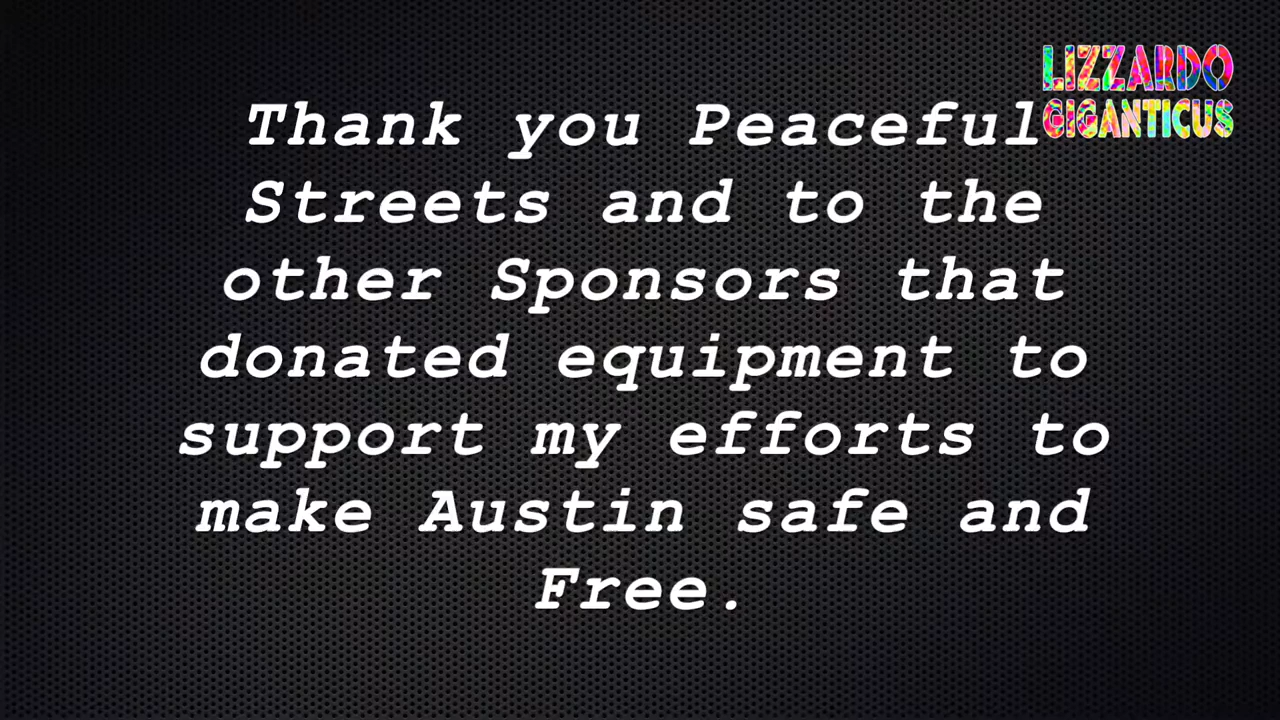 LIZZARDO
GIGANTICUS
Thank you Peaceful
Streets and to the
other Sponsors that
donated equipment to
support my efforts to
make Austin safe and
Free.